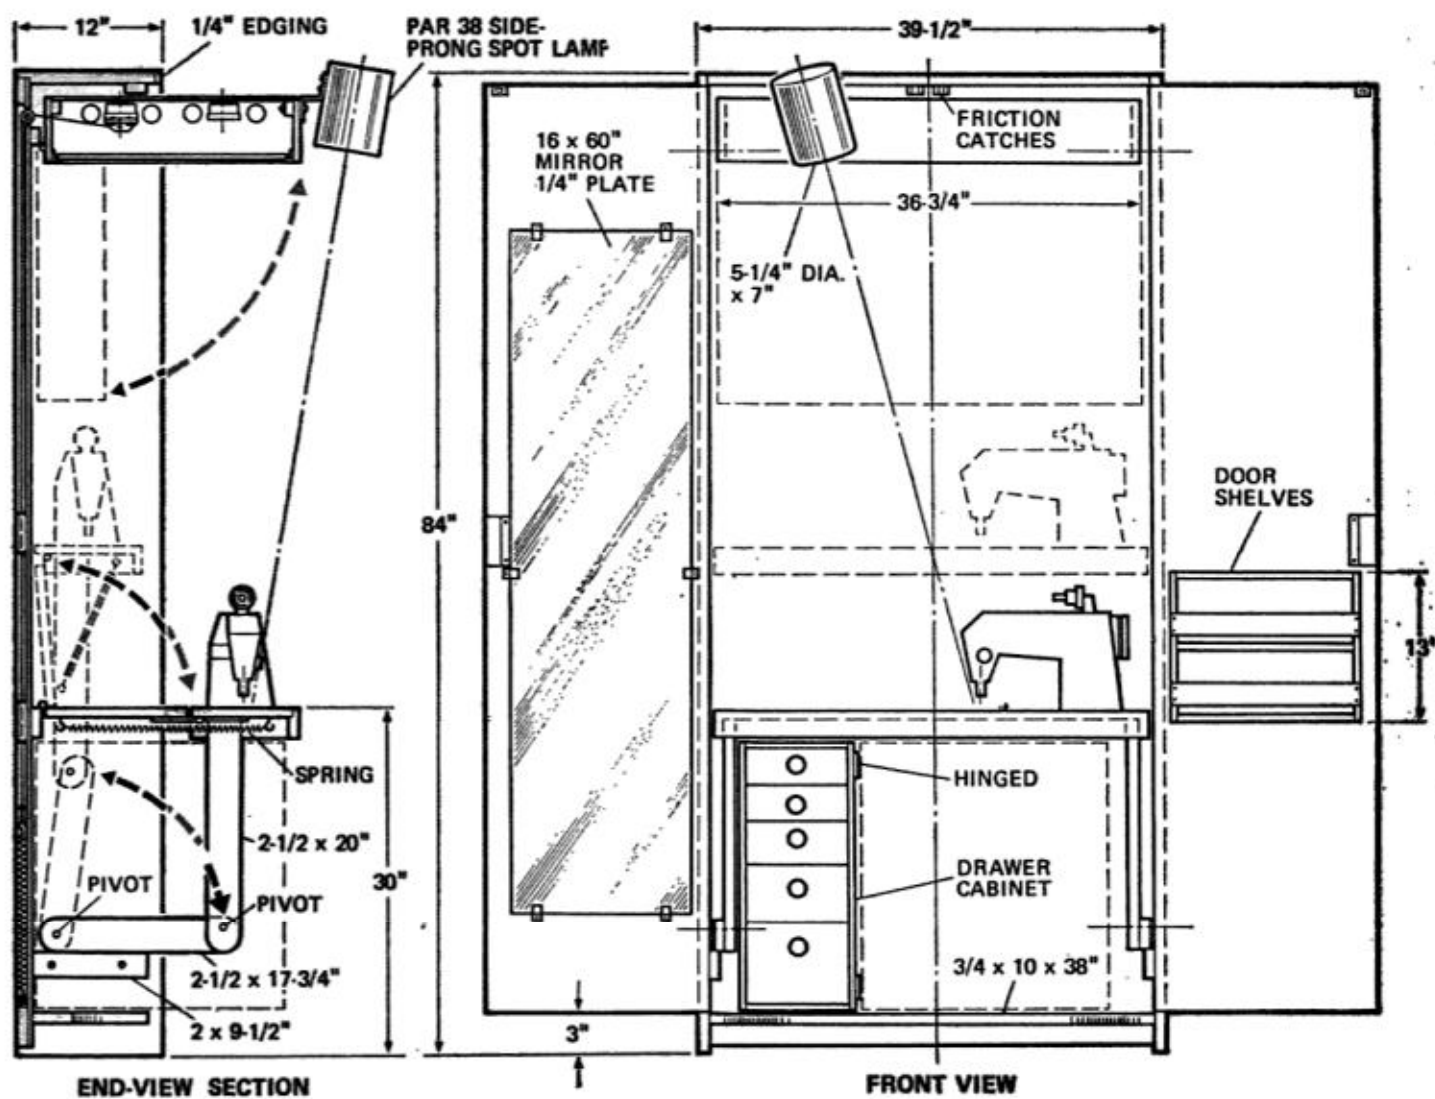 12"
1/4" EDGING
PAR 38 SIDE-
PRONG SPOT LAMP
39-1/2"
FRICTION
CATCHES
16 x 60"
MIRROR
1/4" PLATE
36-3/4"
5-1/4" DIA.
x 7"
DOOR
SHELVES
84"
13"
SPRING
HINGED
2-1/2 x 20"
30"
PIVOT
PIVOT
DRAWER
CABINET
2-1/2 x 17-3/4"
3/4 x 10 x 38"
2 x 9-1/2"
3"
END-VIEW SECTION
FRONT VIEW